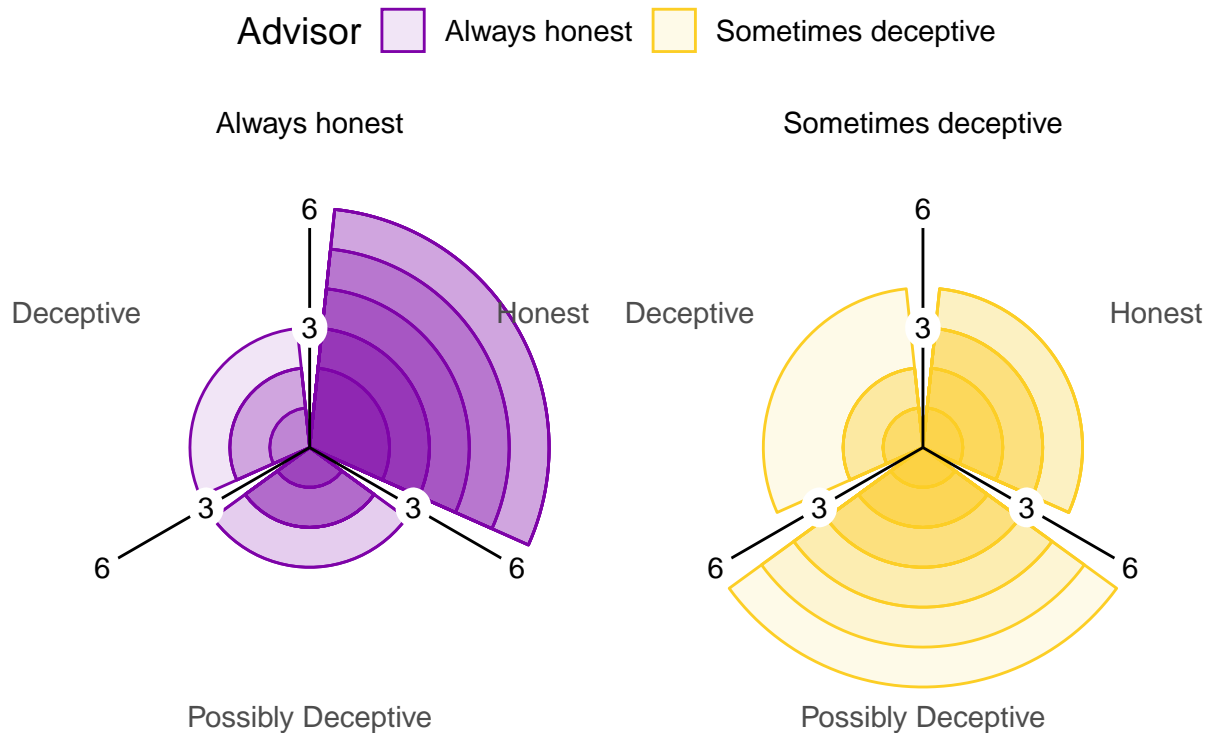 Advisor Always honest Sometimes deceptive
Always honest Sometimes deceptive
6 6
Deceptive 3 Honest Deceptive 3 Honest
3 3 3 3
6 6 6 6
Possibly Deceptive Possibly Deceptive